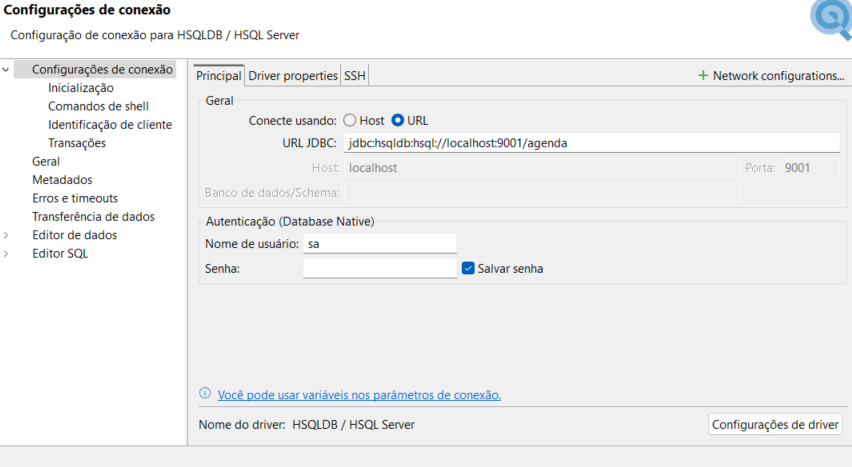 Configurações de conexão
Configuração de conexão para HSQLDB / HSQL Server
Configurações de conexão
Inicialização
Comandos de shell
Identificação de cliente
Transações
Geral
Metadados
Erros e timeouts
Transferência de dados
Editor de dados
Editor SQL
Principal Driver properties SSH
+ Network configurations...
Geral
Conecte usando: Host URL
URL JDBC: jdbc:hsqldb:hsql://localhost:9001/agenda
Host: localhost Porta: 9001
Banco de dados/Schema:
Autenticação (Database Native)
Nome de usuário: sa
Senha: Salvar senha
Você pode usar variáveis nos parâmetros de conexão.
Nome do driver: HSQLDB / HSQL Server Configurações de driver